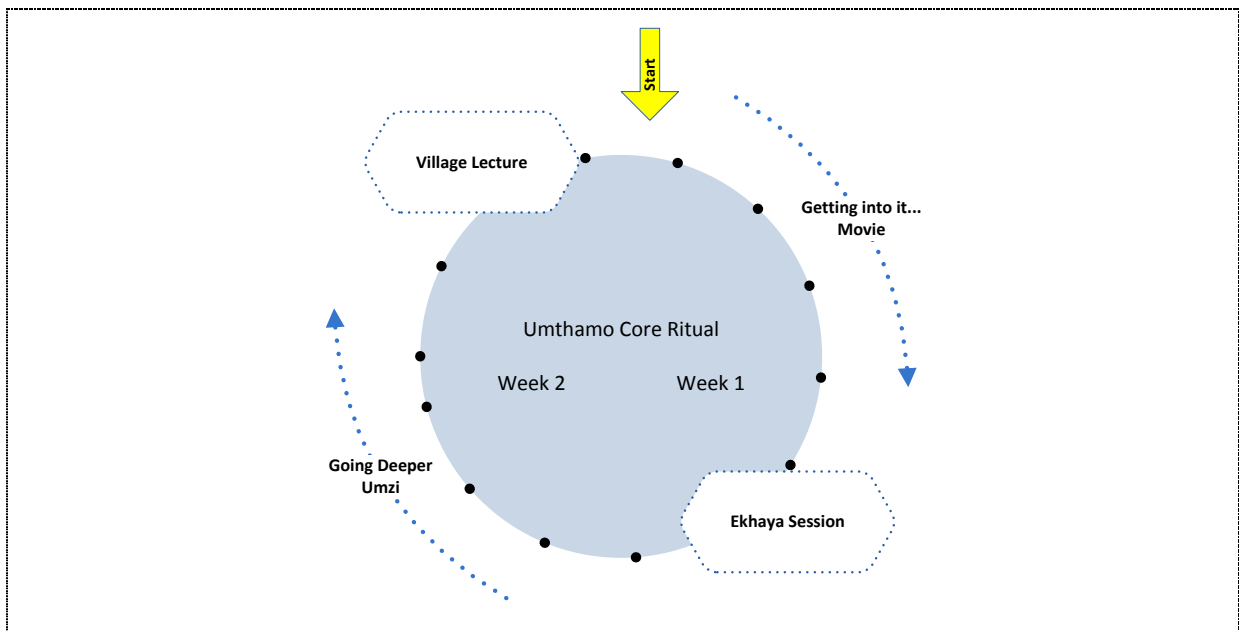 Start
Village Lecture
Getting into it...
Movie
Umthamo Core Ritual
Week 2
Week 1
Going Deeper
Umzi
Ekhaya Session